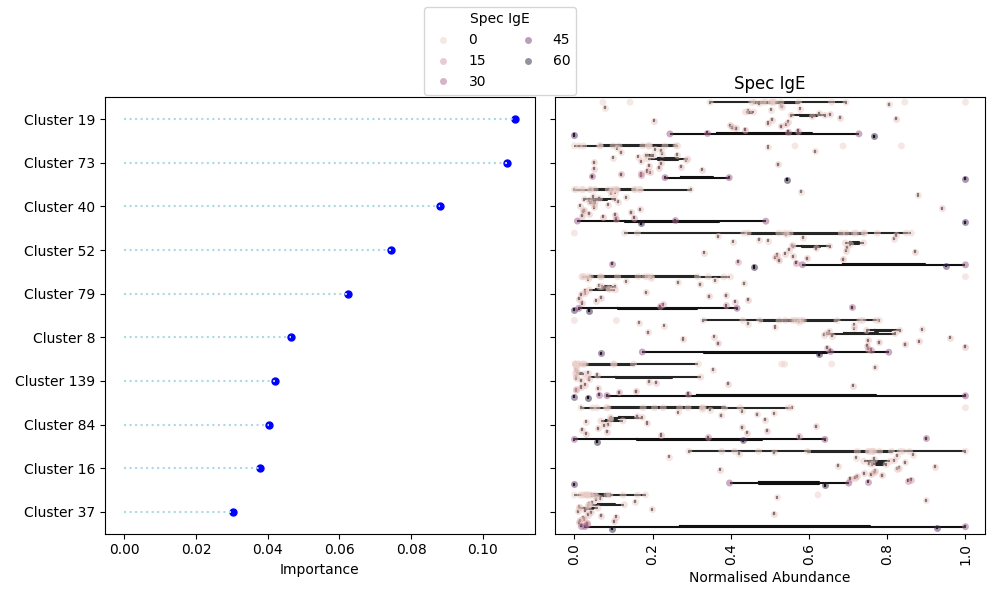 Spec IgE
0
15
30
45
60
Spec IgE
Cluster 19
Cluster 73
Cluster 40
Cluster 52
Cluster 79
Cluster 8
Cluster 139
Cluster 84
Cluster 16
Cluster 37
0.00
0.02
0.04
0.06
0.08
0.10
Importance
0.0
0.2
0.4
0.6
0.8
1.0
Normalised Abundance